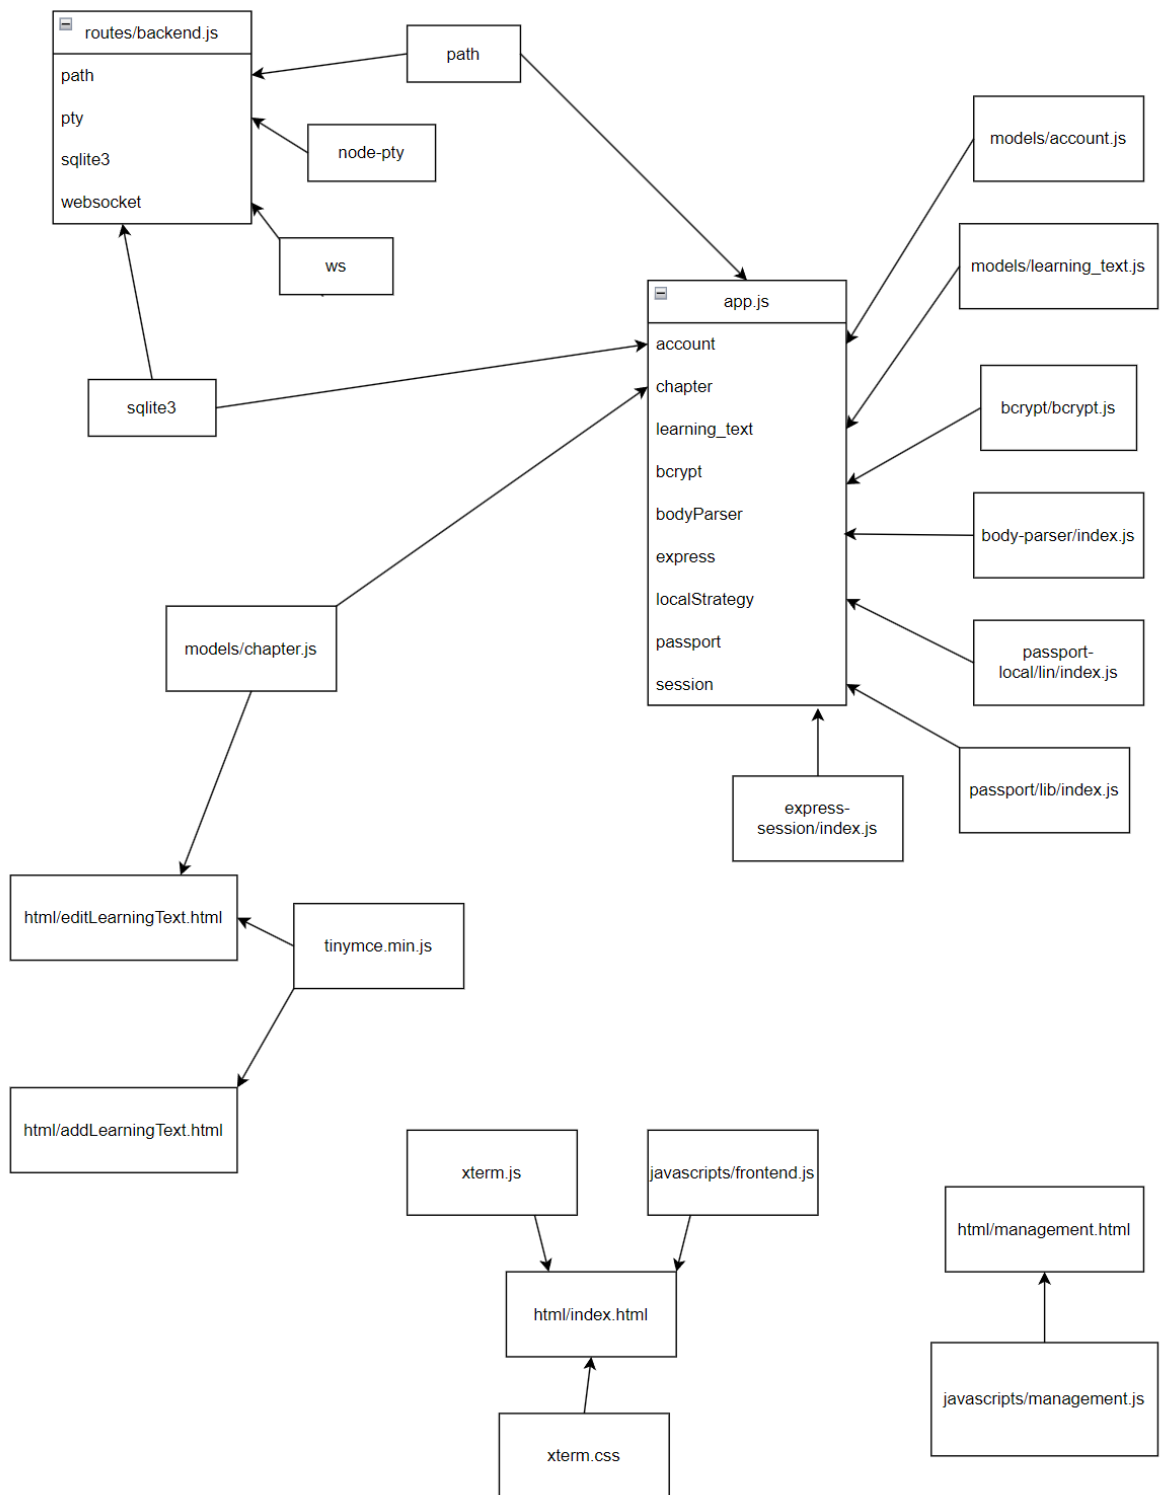 routes/backend.js
path
pty
sqlite3
websocket
path
node-pty
ws
sqlite3
models/account.js
models/learning_text.js
app.js
account
chapter
learning_text
bcrypt
bodyParser
express
localStrategy
passport
session
bcrypt/bcrypt.js
body-parser/index.js
passport-
local/lin/index.js
passport/lib/index.js
express-
session/index.js
models/chapter.js
html/editLearningText.html
tinymce.min.js
html/addLearningText.html
xterm.js
javascripts/frontend.js
html/index.html
xterm.css
html/management.html
javascripts/management.js